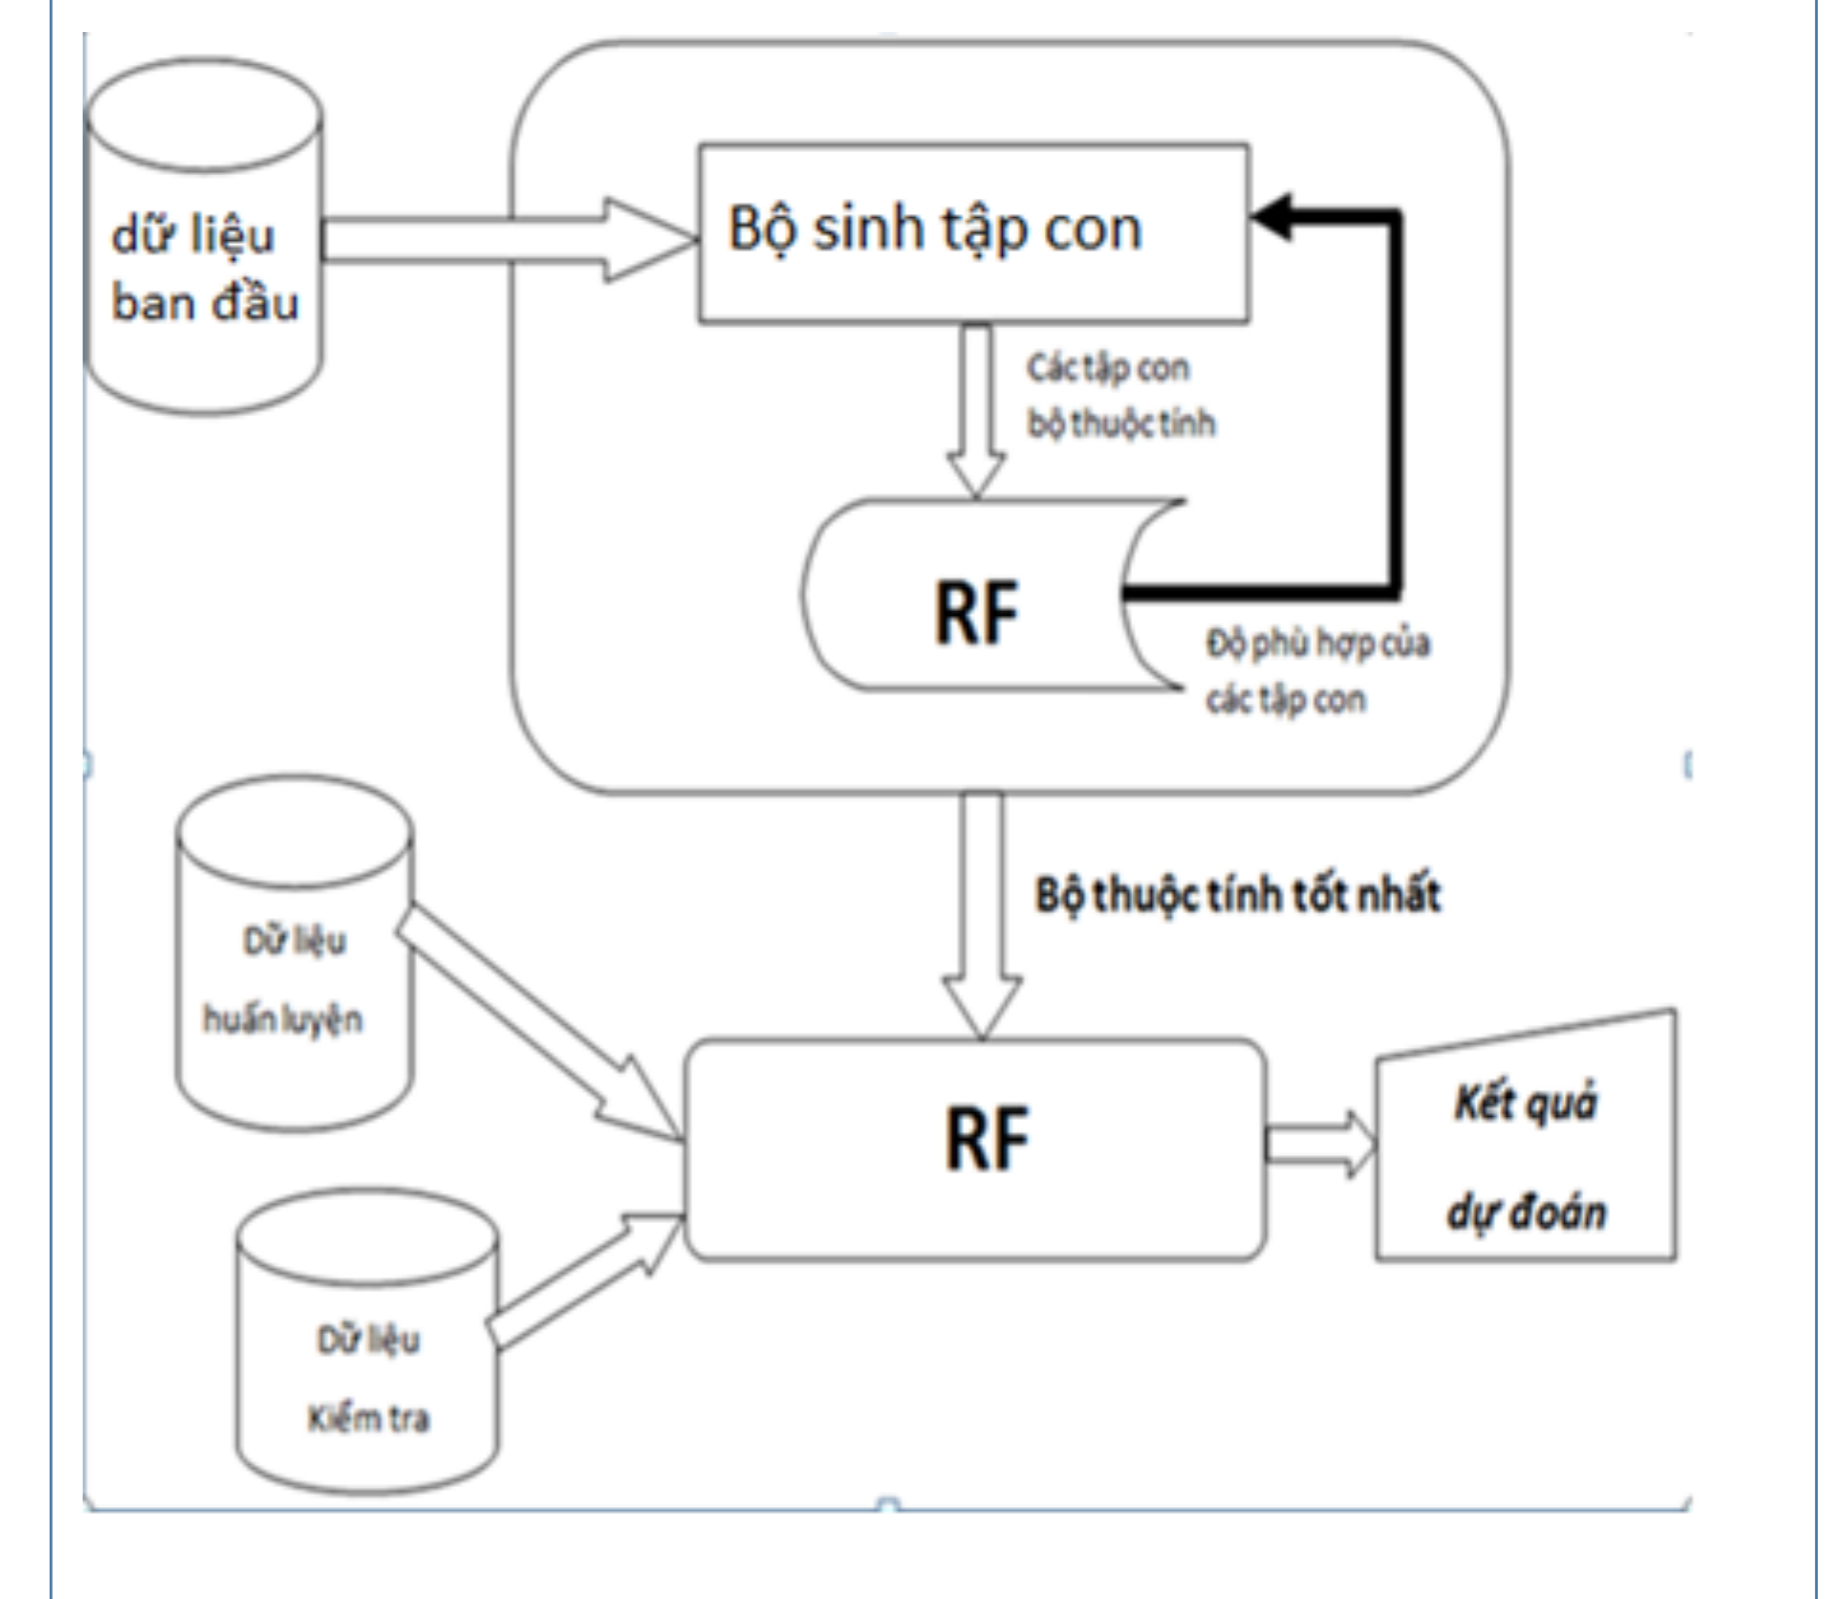 dữ liệu
ban đầu
Bộ sinh tập con
Các tập con
bộ thuộc tính
RF
Độ phù hợp của
các tập con
Bộ thuộc tính tốt nhất
Dữ liệu
huấn luyện
RF
Kết quả
dự đoán
Dữ liệu
Kiểm tra